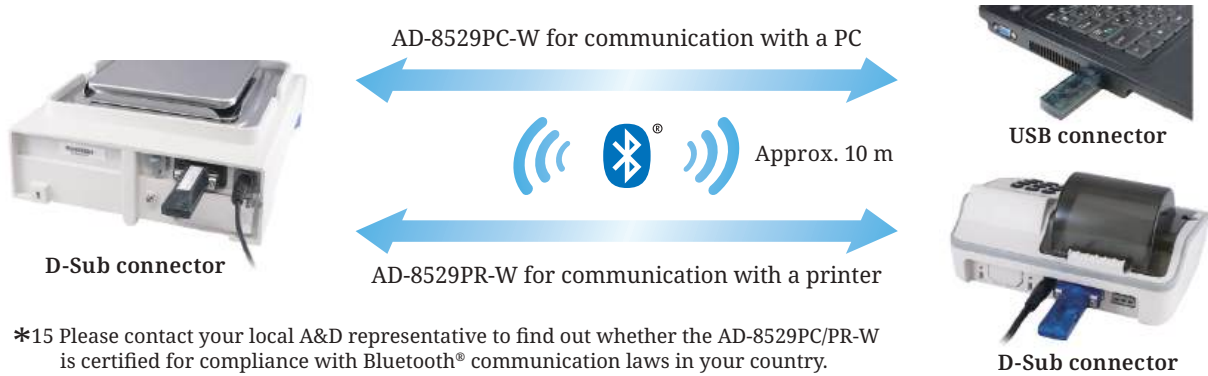 AD-8529PC-W for communication with a PC
USB connector
®
Approx. 10 m
D-Sub connector
AD-8529PR-W for communication with a printer
*15 Please contact your local A&D representative to find out whether the AD-8529PC/PR-W
is certified for compliance with Bluetooth® communication laws in your country.
D-Sub connector